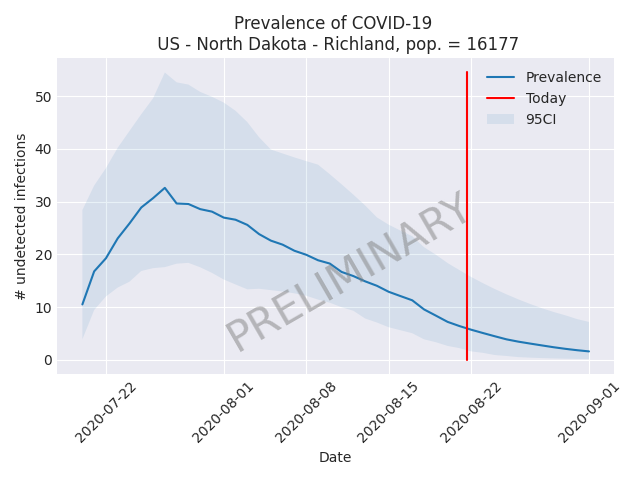 Prevalence of COVID-19
US - North Dakota - Richland, pop. = 16177
Prevalence
Today
95CI
# undetected infections
50
40
30
20
10
0
PRELIMINARY
2020-07-22
2020-08-01
2020-08-08
2020-08-15
2020-08-22
2020-09-01
Date